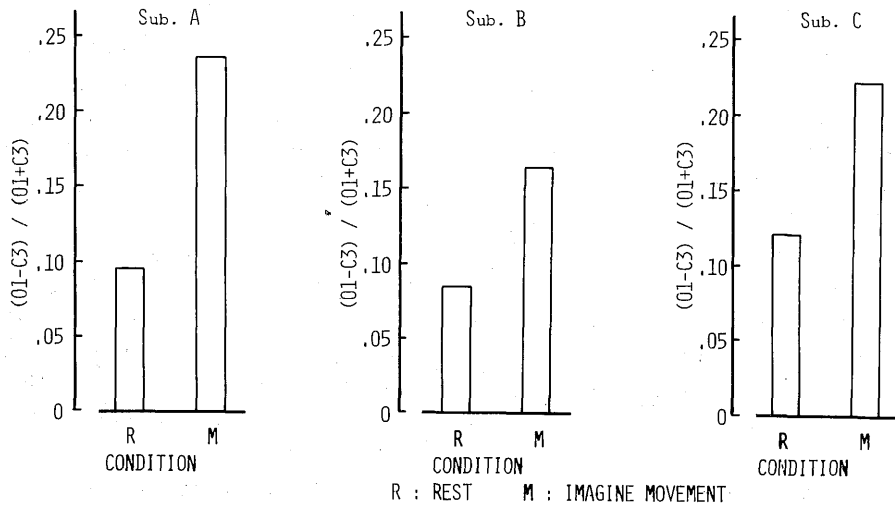 Sub. A
(O1-C3) / (O1+C3)
.25
.20
.15
.10
.05
0
R M
CONDITION
Sub. B
(O1-C3) / (O1+C3)
.25
.20
.15
.10
.05
0
R M
CONDITION
Sub. C
(O1-C3) / (O1+C3)
.25
.20
.15
.10
.05
0
R M
CONDITION
R : REST M : IMAGINE MOVEMENT